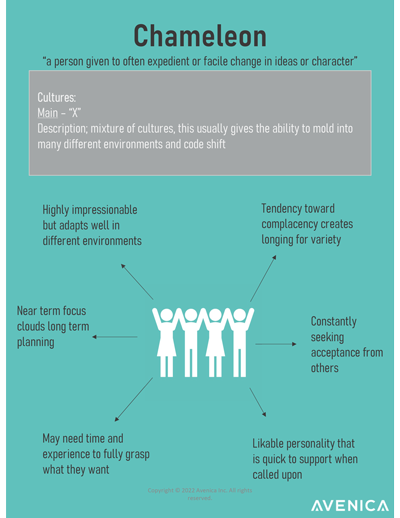 Chameleon
“a person given to often expedient or facile change in ideas or character”
Cultures:
Main – “X”
Description; mixture of cultures, this usually gives the ability to mold into
many different environments and code shift
Highly impressionable
but adapts well in
different environments
Tendency toward
complacency creates
longing for variety
Near term focus
clouds long term
planning
Constantly
seeking
acceptance from
others
May need time and
experience to fully grasp
what they want
Likable personality that
is quick to support when
called upon
Copyright © Avenica Inc. All rights
reserved.
AVENICA